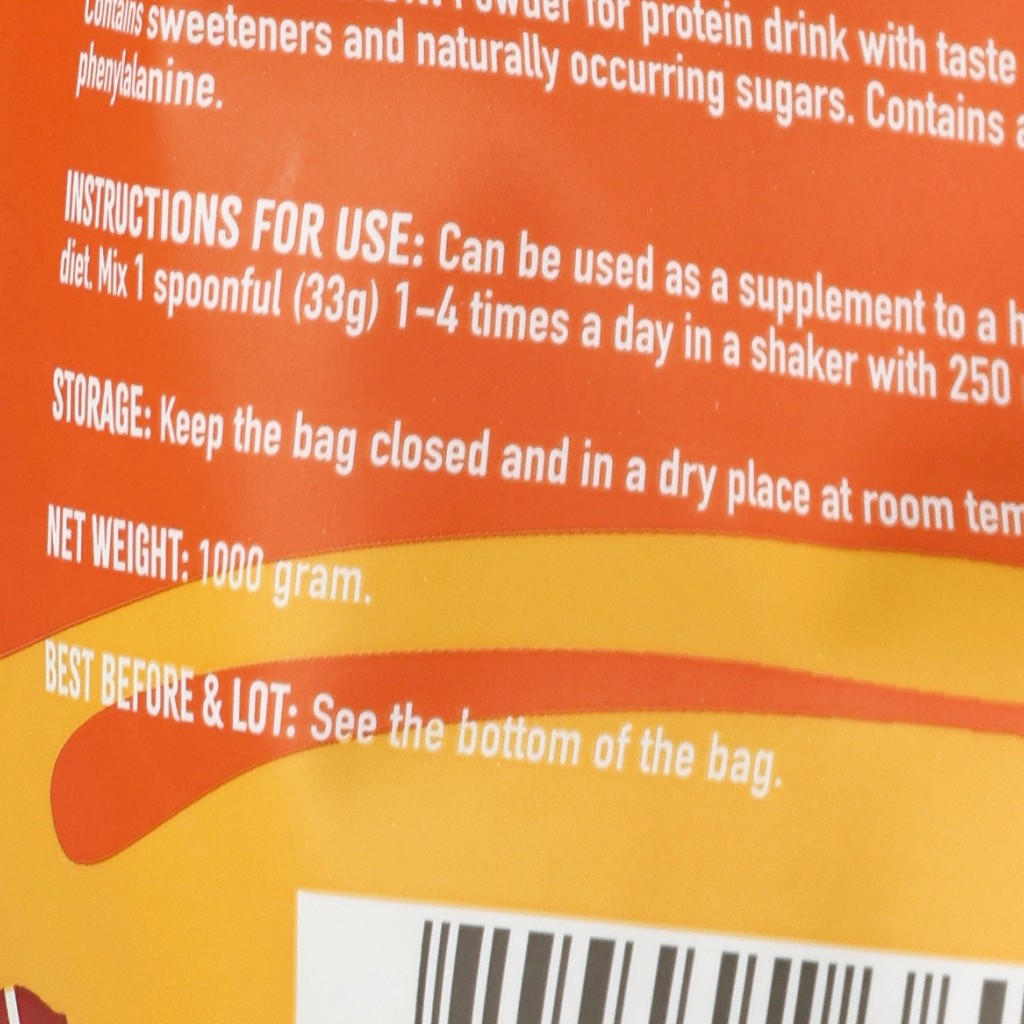 Powder for protein drink with taste
Contains sweeteners and naturally occurring sugars. Contains a
phenylalanine.
INSTRUCTIONS FOR USE: Can be used as a supplement to a h
diet. Mix 1 spoonful (33g) 1–4 times a day in a shaker with 250
STORAGE: Keep the bag closed and in a dry place at room tem
NET WEIGHT: 1000 gram.
BEST BEFORE & LOT: See the bottom of the bag.